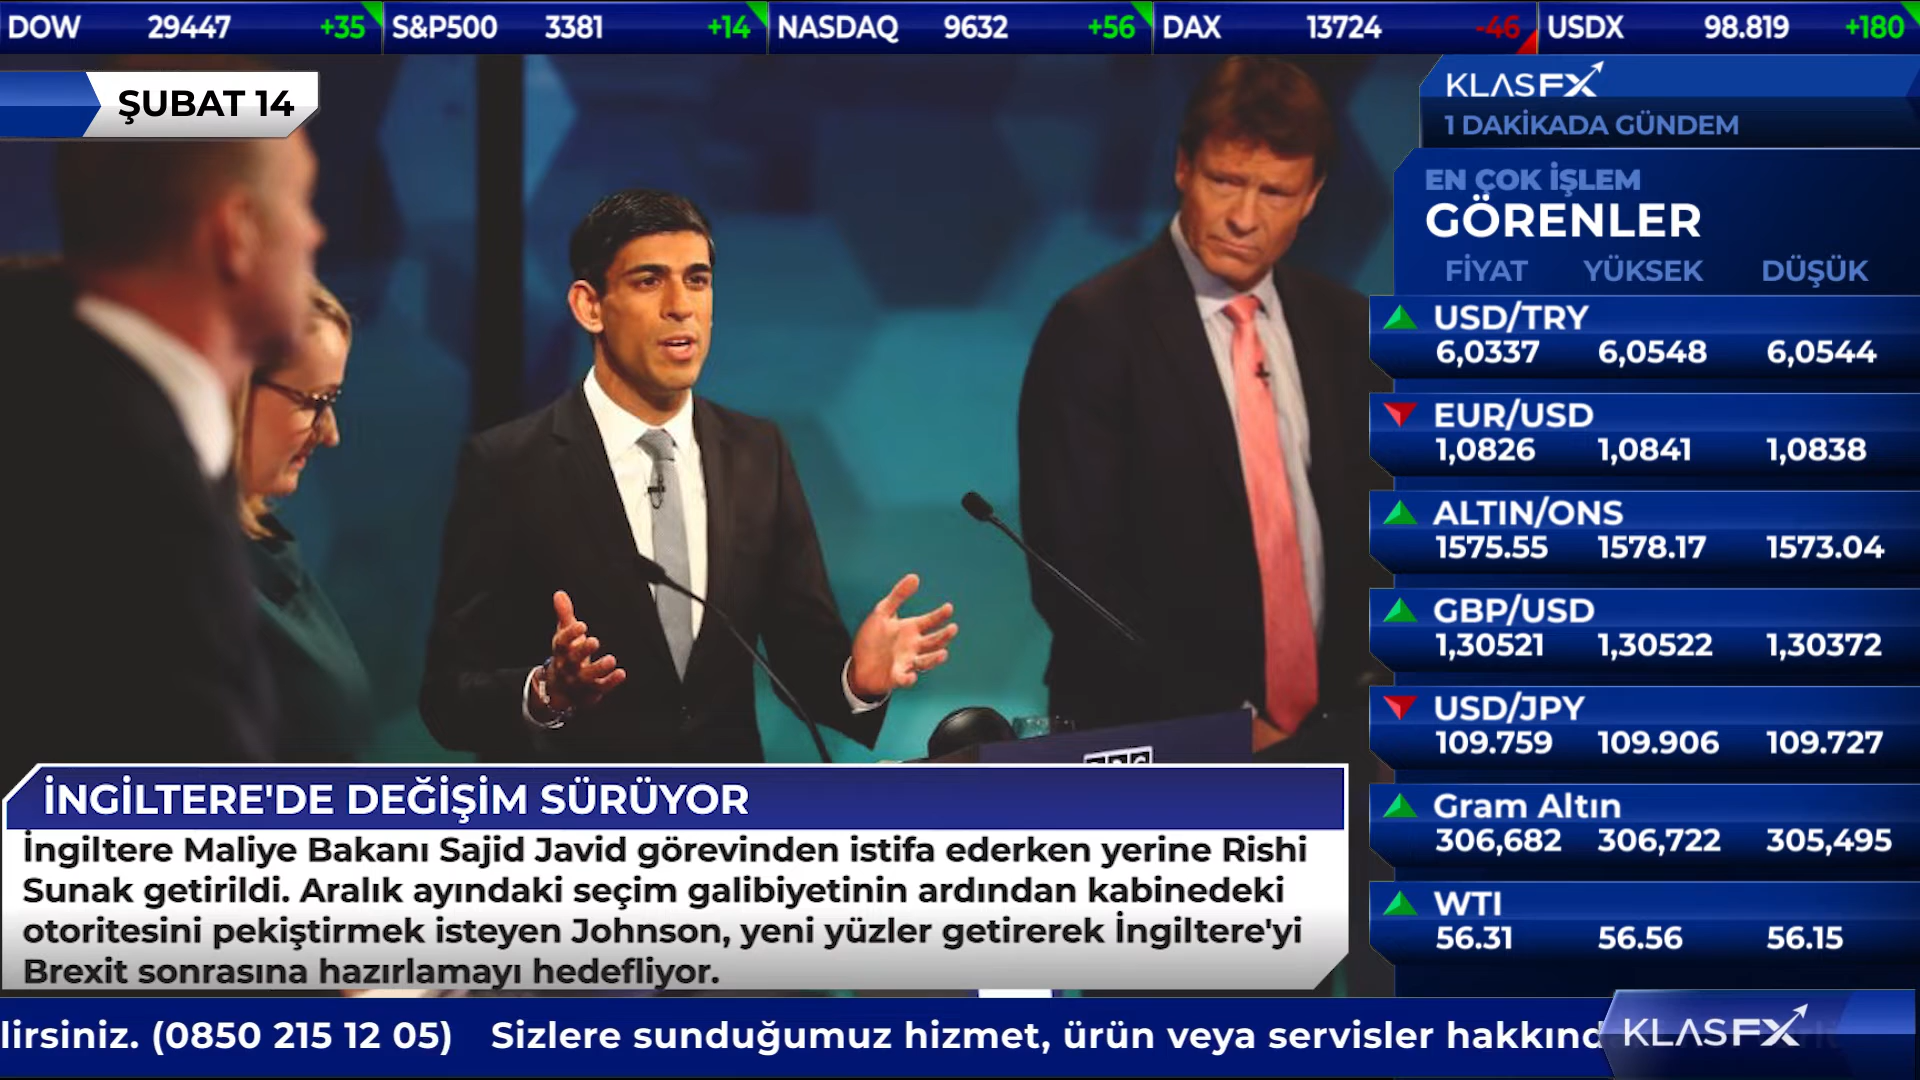 DOW 29447 +35 S&P500 3381 +14 NASDAQ 9632 +56 DAX 13724 -46 USDX 98.819 +180
ŞUBAT 14
KLASFX
1 DAKİKADA GÜNDEM
EN ÇOK İŞLEM
GÖRENLER
FİYAT YÜKSEK DÜŞÜK
USD/TRY
6,0337 6,0548 6,0544
EUR/USD
1,0826 1,0841 1,0838
ALTIN/ONS
1575.55 1578.17 1573.04
GBP/USD
1,30521 1,30522 1,30372
USD/JPY
109.759 109.906 109.727
Gram Altın
306,682 306,722 305,495
WTI
56.31 56.56 56.15
İNGİLTERE'DE DEĞİŞİM SÜRÜYOR
İngiltere Maliye Bakanı Sajid Javid görevinden istifa ederken yerine Rishi
Sunak getirildi. Aralık ayındaki seçim galibiyetinin ardından kabinedeki
otoritesini pekiştirmek isteyen Johnson, yeni yüzler getirerek İngiltere'yi
Brexit sonrasına hazırlamayı hedefliyor.
lirsiniz. (0850 215 12 05) Sizlere sunduğumuz hizmet, ürün veya servisler hakkında
KLASFX